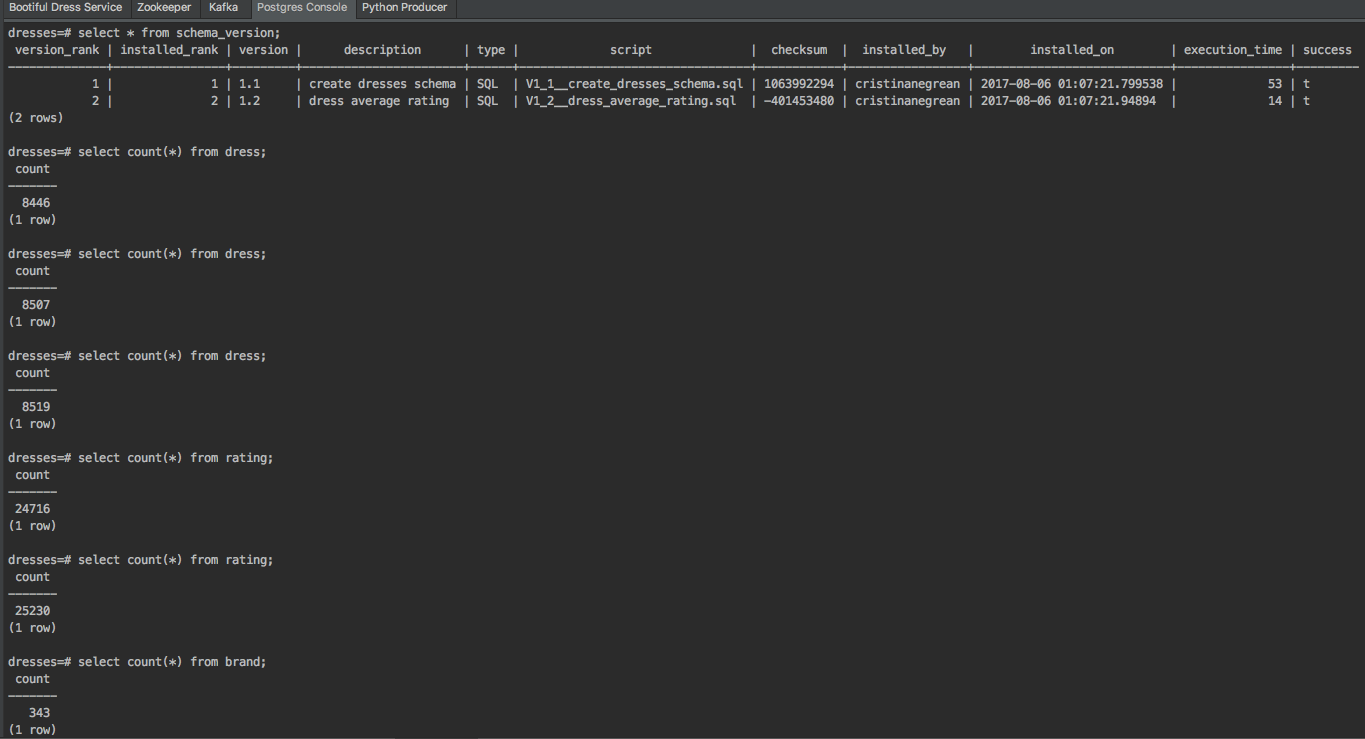 Bootiful Dress Service Zookeeper Kafka Postgres Console Python Producer
dresses=# select * from schema_version;
version_rank | installed_rank | version | description | type | script | checksum | installed_by | installed_on | execution_time | success
1 | 1 | 1.1 | create dresses schema | SQL | V1_1__create_dresses_schema.sql | 1063992294 | cristinanegrean | 2017-08-06 01:07:21.799538 | 53 | t
2 | 2 | 1.2 | dress average rating | SQL | V1_2__dress_average_rating.sql | -401453480 | cristinanegrean | 2017-08-06 01:07:21.94894 | 14 | t
(2 rows)
dresses=# select count(*) from dress;
count
-------
8446
(1 row)
dresses=# select count(*) from dress;
count
-------
8507
(1 row)
dresses=# select count(*) from dress;
count
-------
8519
(1 row)
dresses=# select count(*) from rating;
count
-------
24716
(1 row)
dresses=# select count(*) from rating;
count
-------
25230
(1 row)
dresses=# select count(*) from brand;
count
-------
343
(1 row)